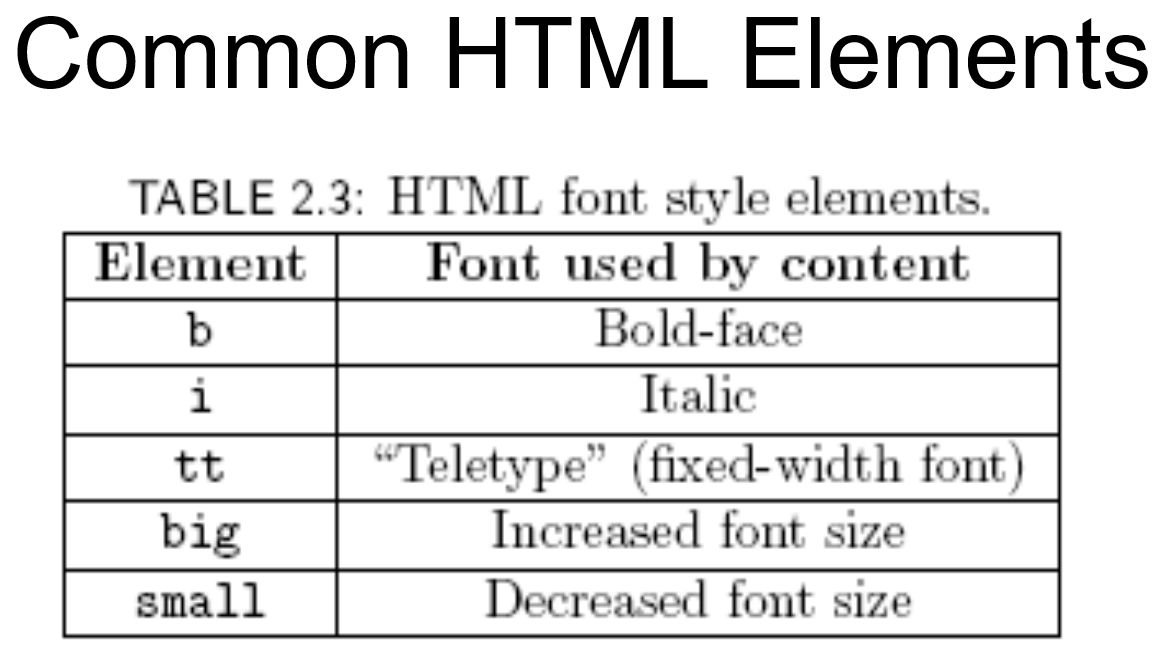 Common HTML Elements
TABLE 2.3: HTML font style elements.
Element Font used by content
b Bold-face
i Italic
tt “Teletype” (fixed-width font)
big Increased font size
small Decreased font size